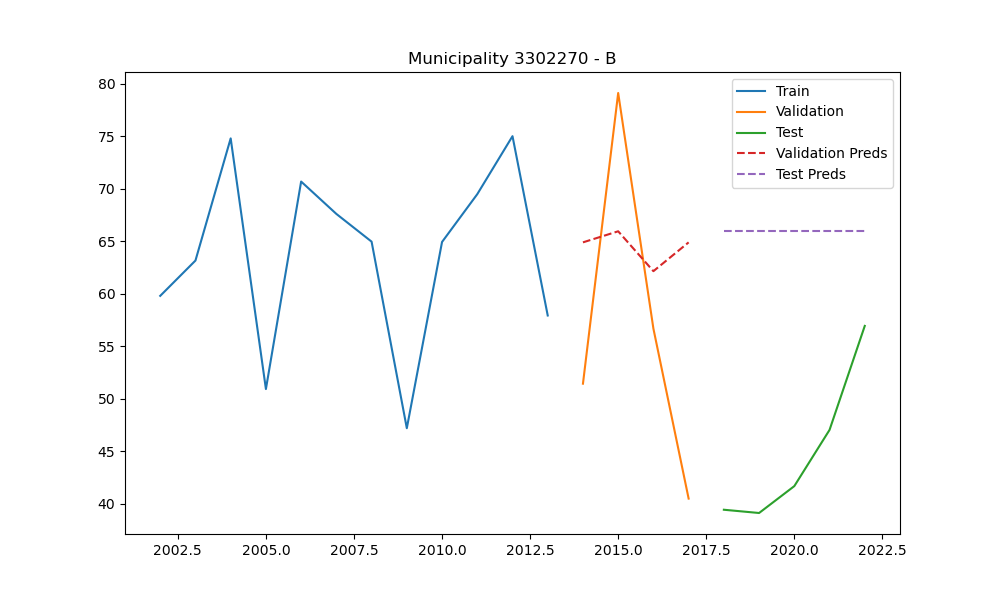 Municipality 3302270 - B
80
75
70
65
60
55
50
45
40
Train
Validation
Test
Validation Preds
Test Preds
2002.5 2005.0 2007.5 2010.0 2012.5 2015.0 2017.5 2020.0 2022.5